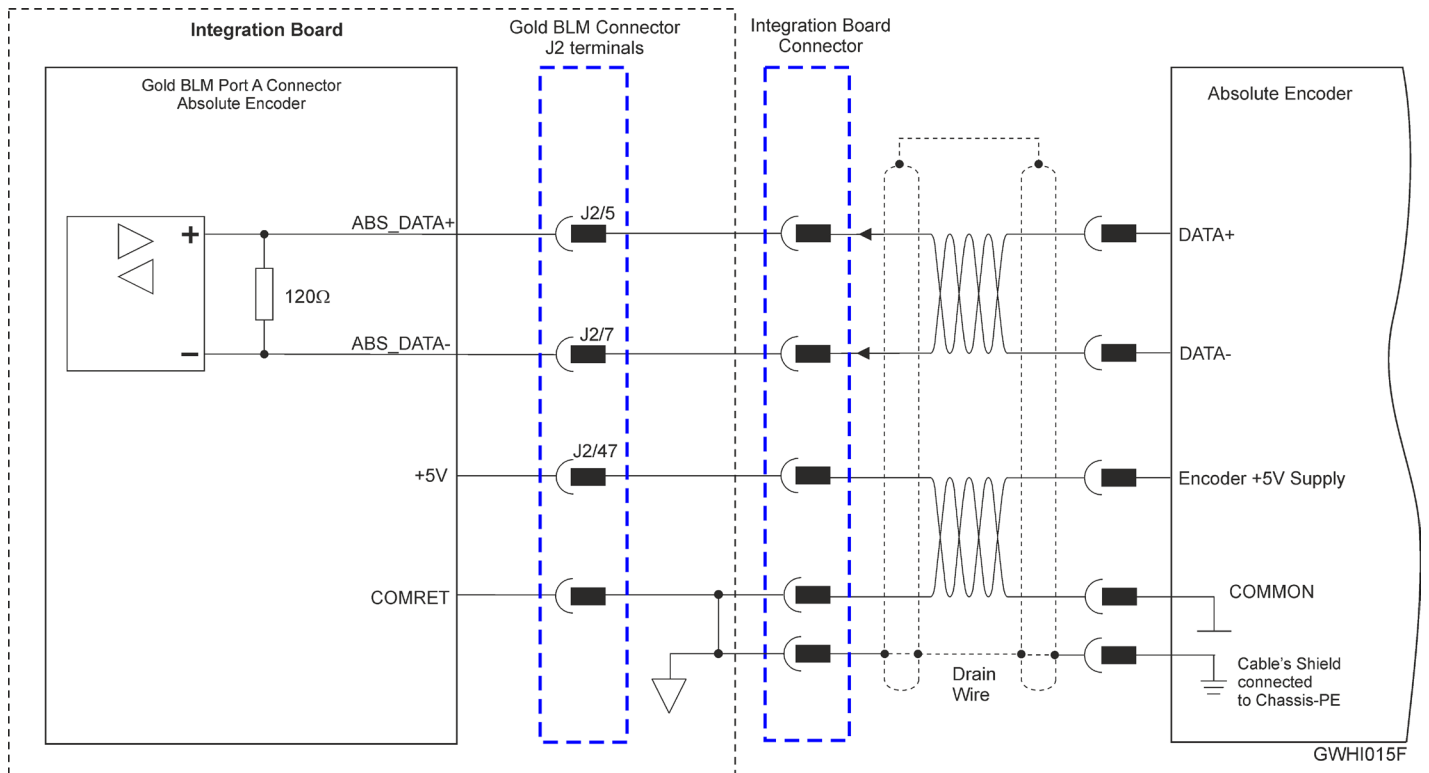 Integration Board
Gold BLM Connector
J2 terminals
Integration Board
Connector
Gold BLM Port A Connector
Absolute Encoder
Absolute Encoder
+
ABS_DATA+
J2/5
DATA+
120Ω
−
ABS_DATA-
J2/7
DATA-
+5V
J2/47
Encoder +5V Supply
COMRET
COMMON
Drain
Wire
Cable's Shield
connected
to Chassis-PE
GWHI015F